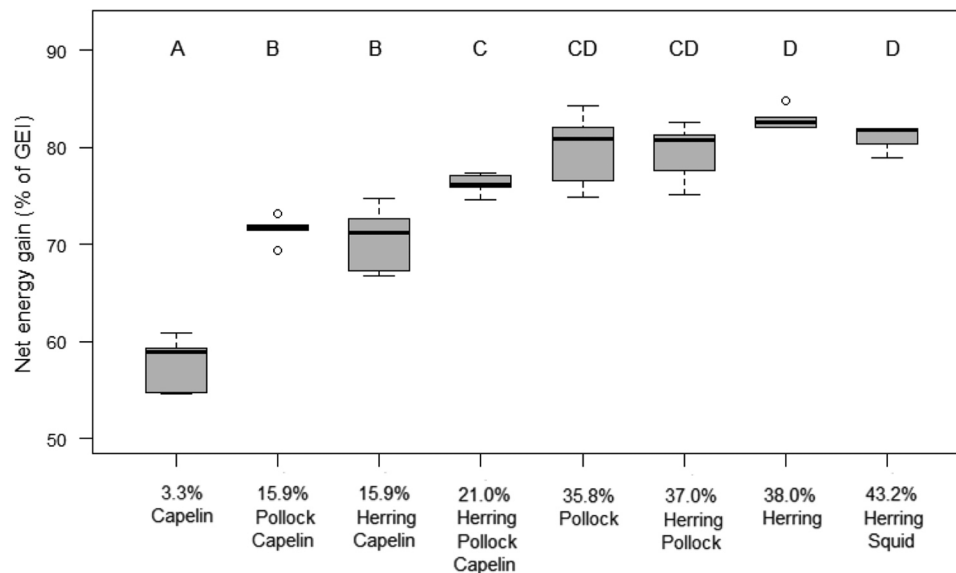 A B B C CD CD D D
90
80
70
60
50
Net energy gain (% of GEI)
3.3% 15.9% 15.9% 21.0% 35.8% 37.0% 38.0% 43.2%
Capelin Pollock Herring Herring Pollock Herring Herring Herring
Capelin Capelin Pollock Pollock Squid
Capelin